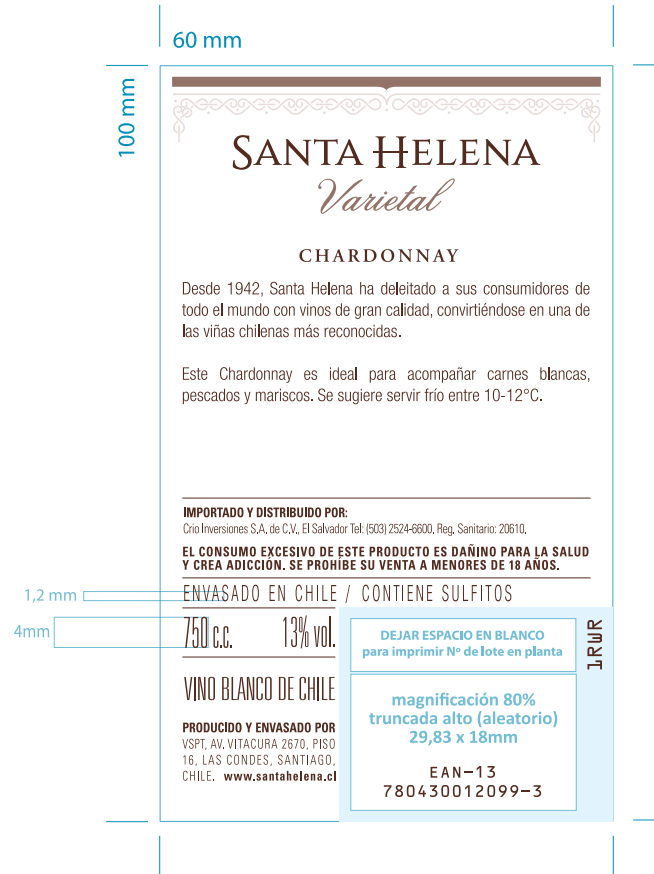 60 mm
100 mm
SANTA HELENA
Varietal
CHARDONNAY
Desde 1942, Santa Helena ha deleitado a sus consumidores de
todo el mundo con vinos de gran calidad, convirtiéndose en una de
las viñas chilenas más reconocidas.
Este Chardonnay es ideal para acompañar carnes blancas,
pescados y mariscos. Se sugiere servir frío entre 10-12°C.
IMPORTADO Y DISTRIBUIDO POR:
Crio Inversiones S.A. de C.V., El Salvador Tel: (503) 2524-6600. Reg. Sanitario: 20610.
EL CONSUMO EXCESIVO DE ESTE PRODUCTO ES DAÑINO PARA LA SALUD
Y CREA ADICCIÓN. SE PROHÍBE SU VENTA A MENORES DE 18 AÑOS.
1,2 mm
ENVASADO EN CHILE / CONTIENE SULFITOS
4mm
750 c.c. 13% vol.
VINO BLANCO DE CHILE
PRODUCIDO Y ENVASADO POR
VSPT, AV. VITACURA 2670, PISO
16, LAS CONDES, SANTIAGO,
CHILE. www.santahelena.cl
DEJAR ESPACIO EN BLANCO
para imprimir Nº de lote en planta
1RWR
magnificación 80%
truncada alto (aleatorio)
29,83 x 18mm
EAN-13
780430012099-3